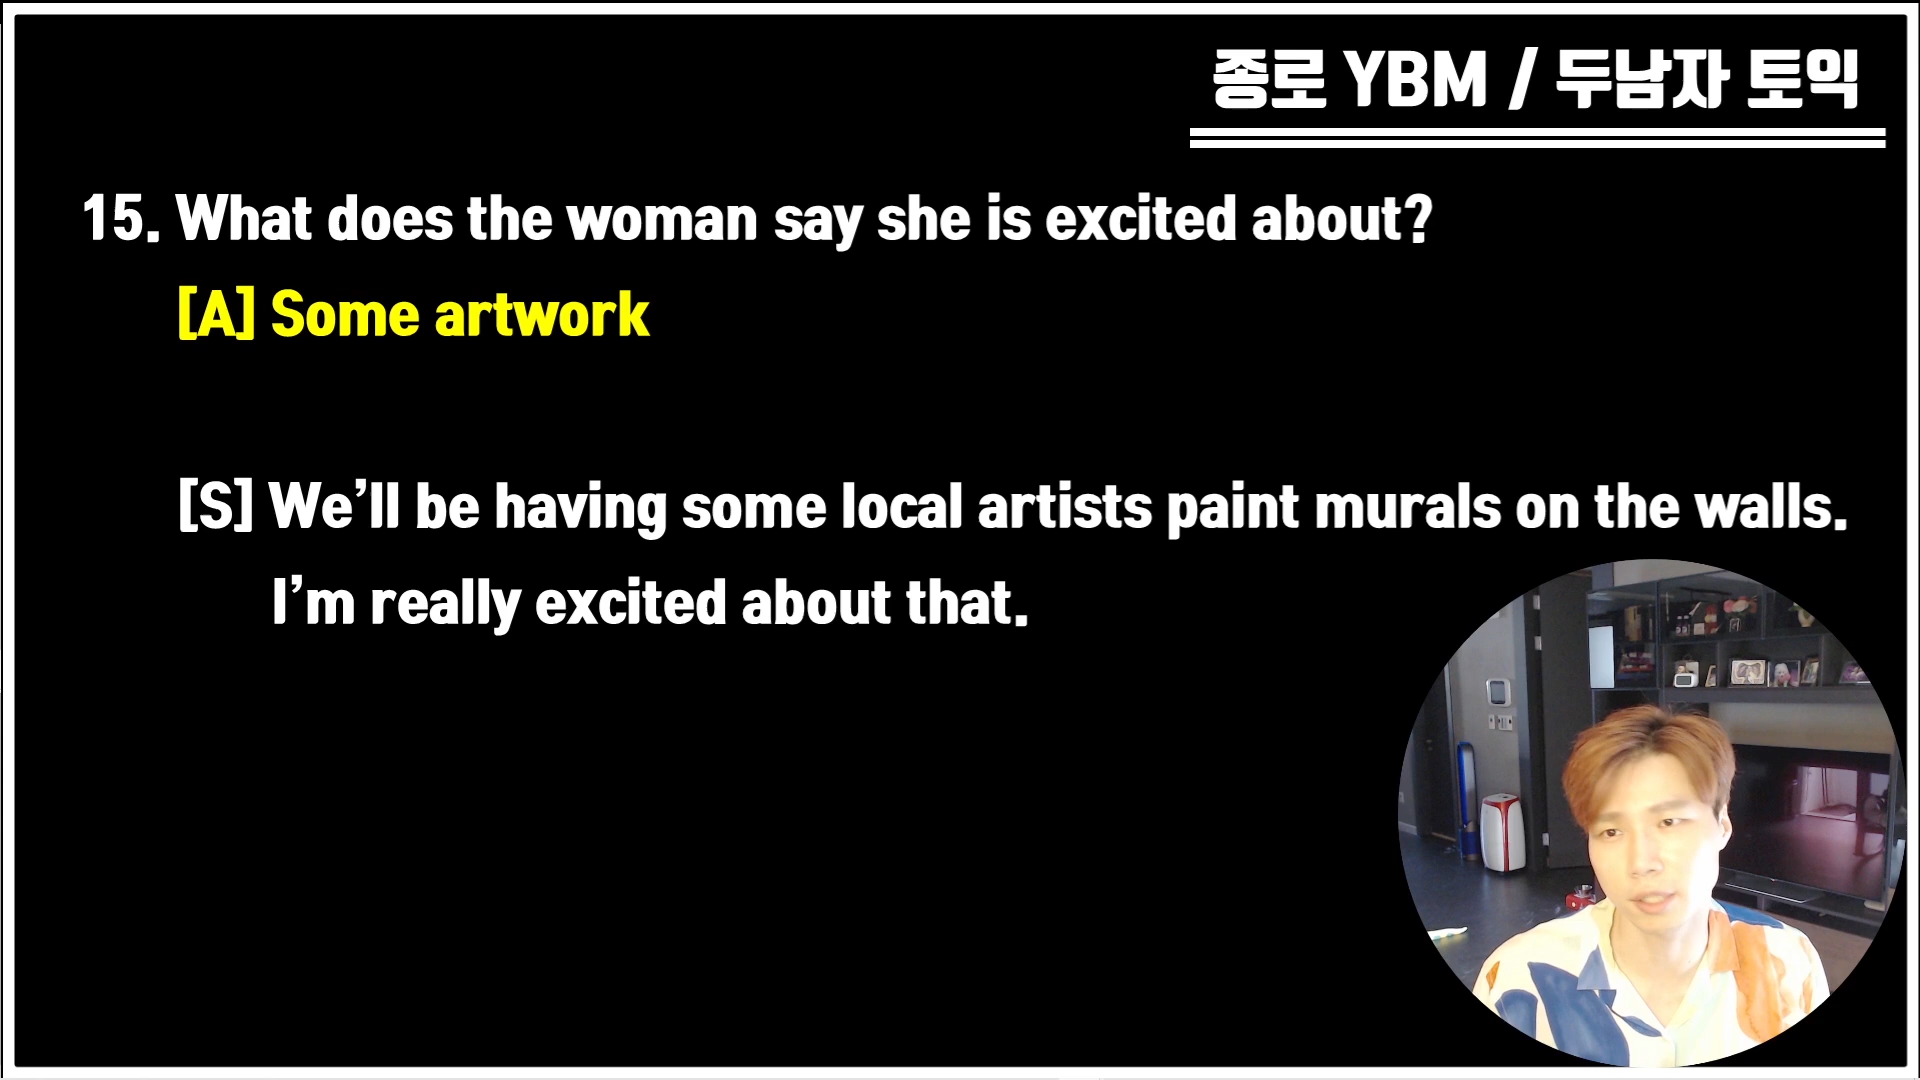 종로 YBM / 두남자 토익
15. What does the woman say she is excited about?
[A] Some artwork
[S] We’ll be having some local artists paint murals on the walls.
I’m really excited about that.